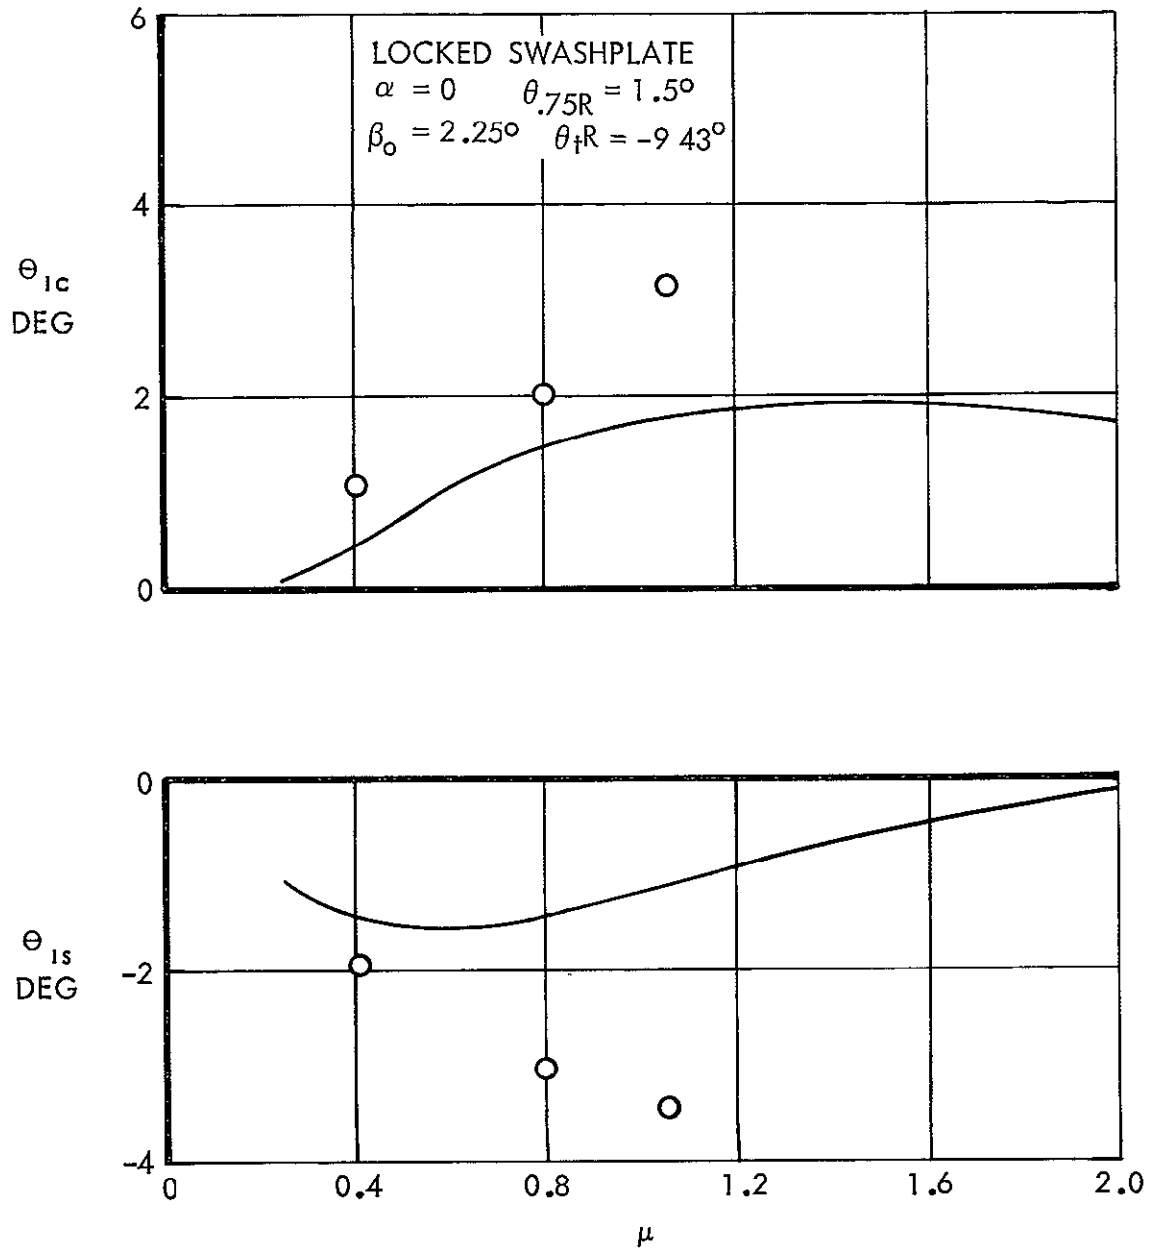 6
LOCKED SWASHPLATE
α = 0 θ.75R = 1.5°
β₀ = 2.25° θtR = -9 43°
4
θ1c
DEG
2
0
0
θ1s
DEG
-2
-4
0 0.4 0.8 1.2 1.6 2.0
μ